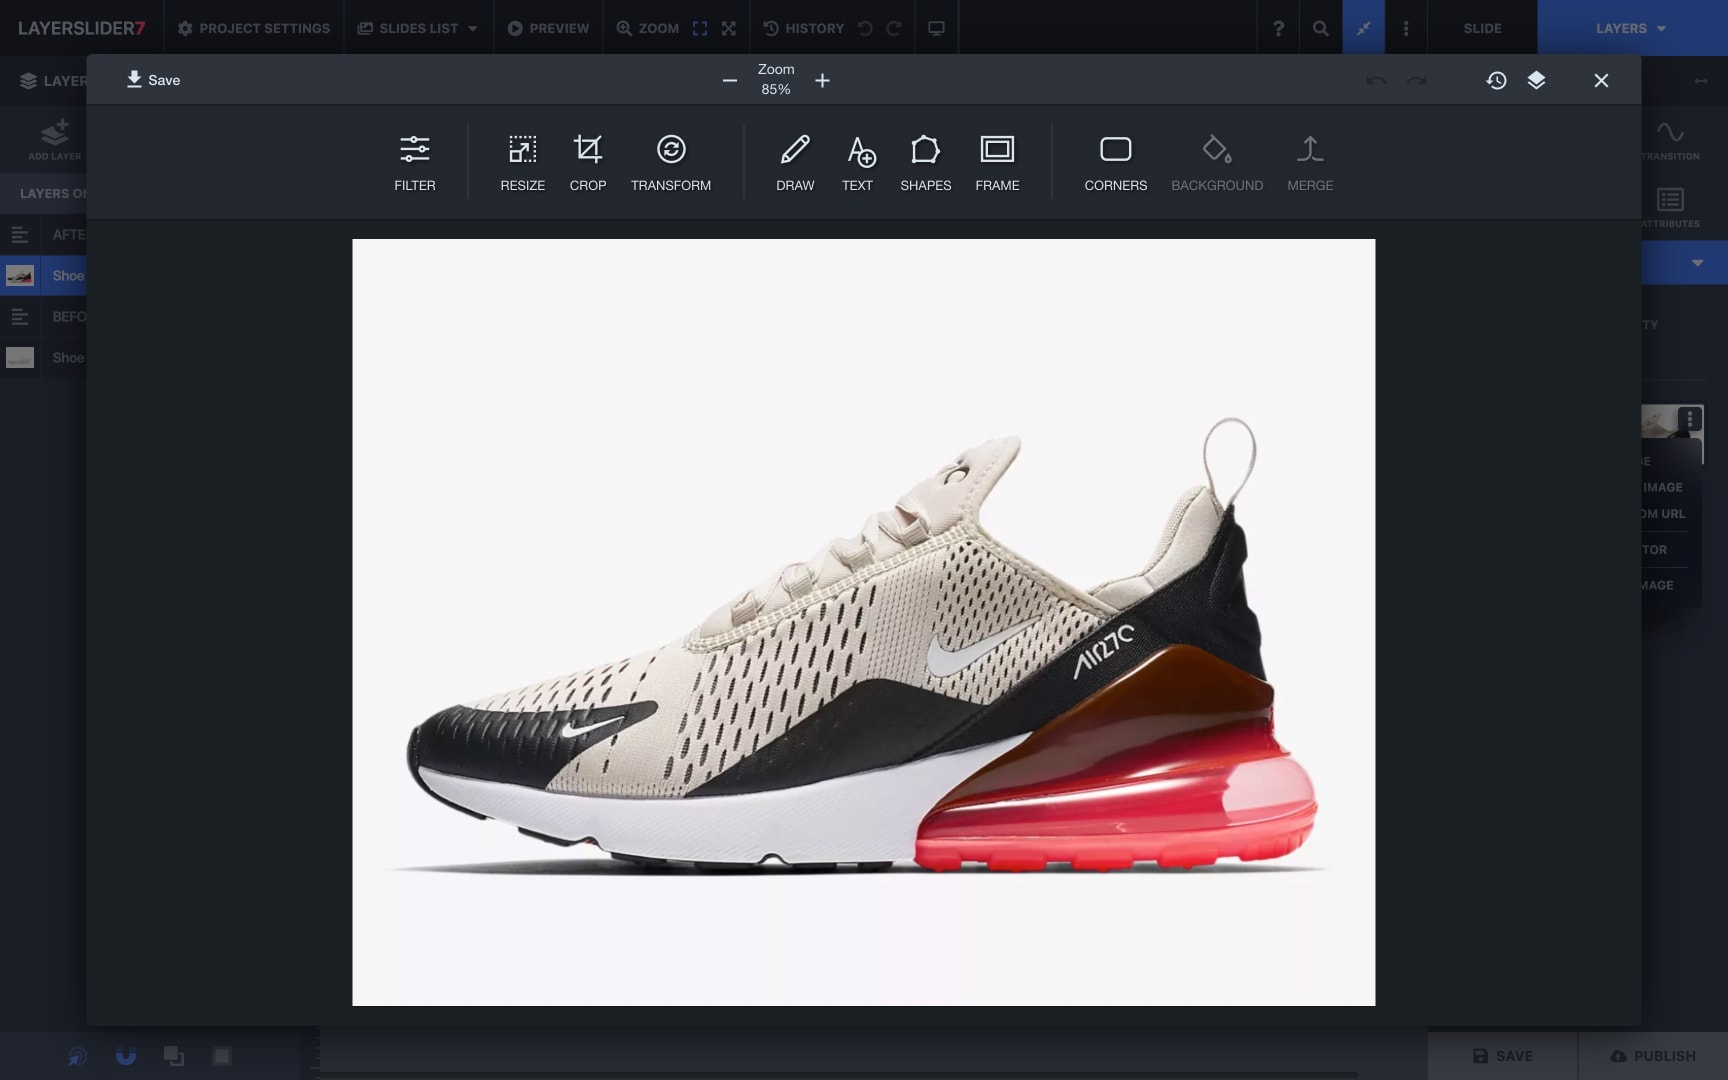 LAYERSLIDER7
PROJECT SETTINGS
SLIDES LIST
PREVIEW
ZOOM
HISTORY
?
SLIDE
LAYERS
LAYER
Save
Zoom
85%
ADD LAYER
FILTER
RESIZE
CROP
TRANSFORM
DRAW
TEXT
SHAPES
FRAME
CORNERS
BACKGROUND
MERGE
TRANSITION
LAYERS ON
ATTRIBUTES
AFTE
Shoe
BEFO
TY
Shoe
GE
IMAGE
OM URL
TOR
MAGE
AIR27C
SAVE
PUBLISH